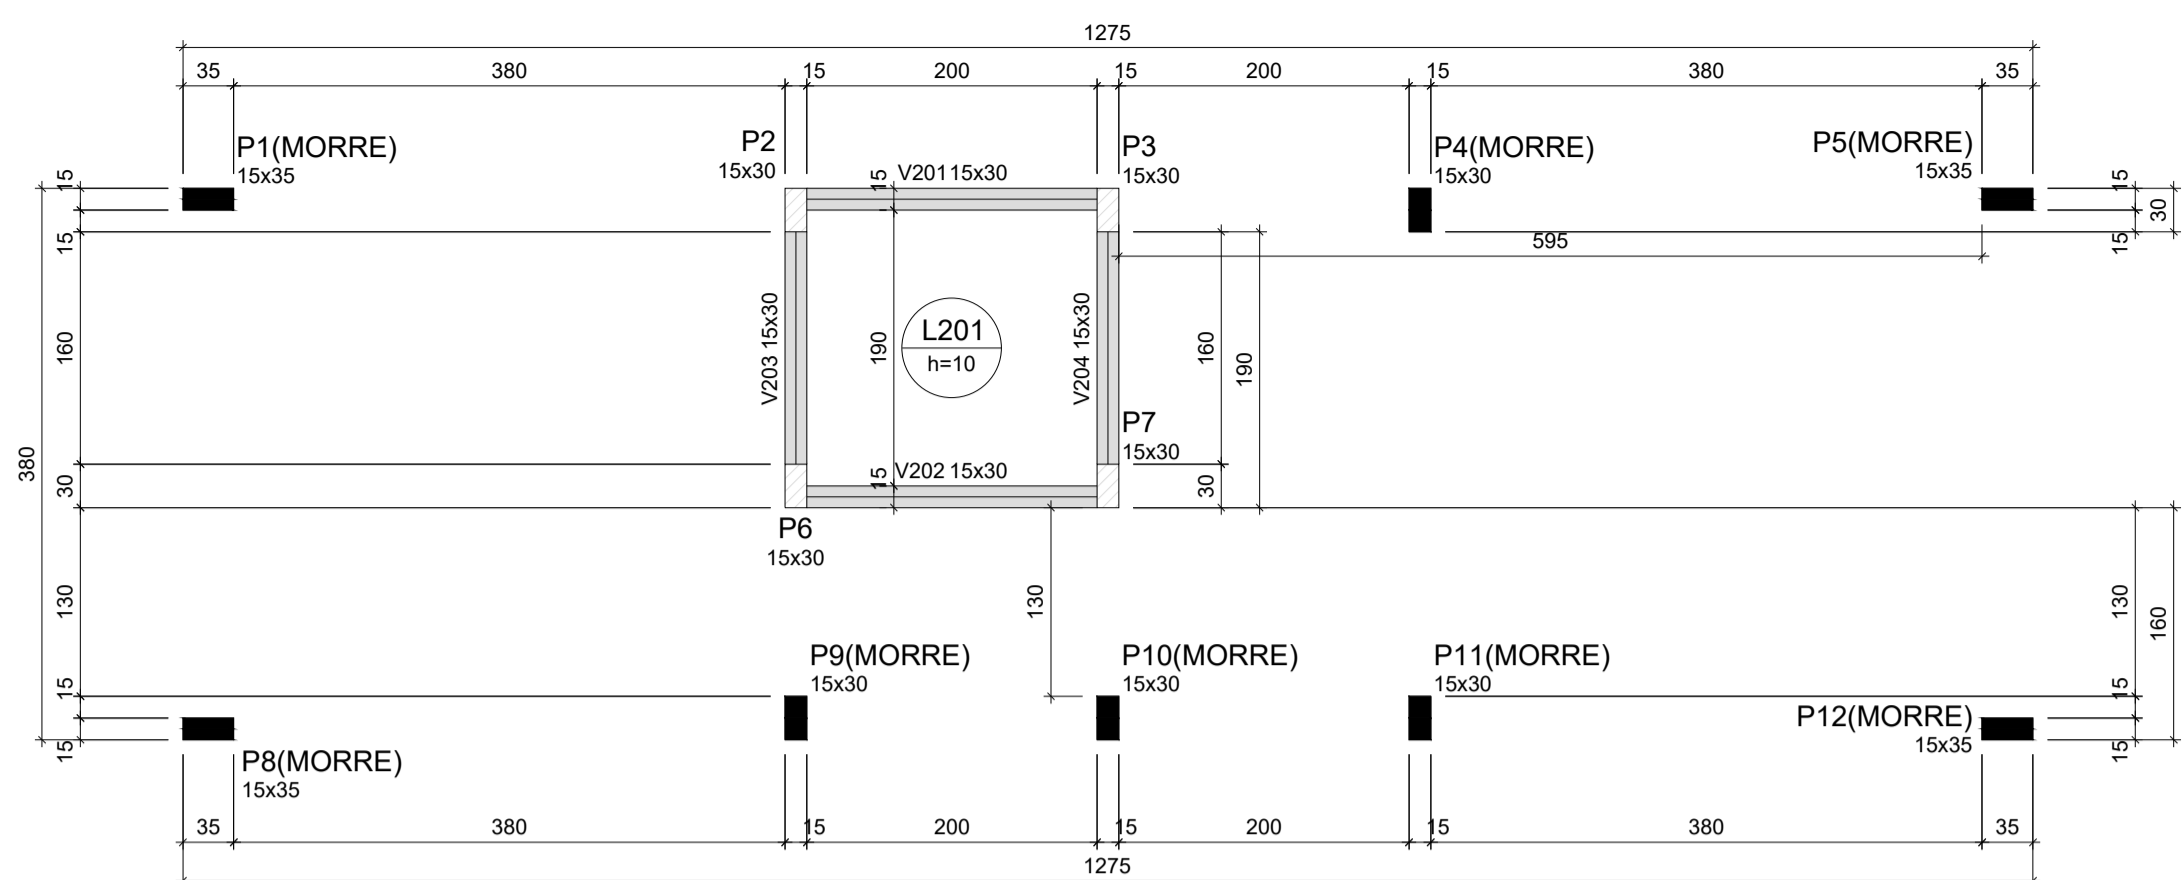 1275
35 380 15 200 15 200 15 380 35
P1(MORRE)
15x35
P2
15x30
P3
15x30
P4(MORRE)
15x30
P5(MORRE)
15x35
V201 15x30
15
15
15
15
15
30
595
160
V203 15x30
190
L201
h=10
V204 15x30
160
190
P7
15x30
380
30
15
V202 15x30
30
P6
15x30
130
130
130
160
P9(MORRE)
15x30
P10(MORRE)
15x30
P11(MORRE)
15x30
15
15
15
15
P12(MORRE)
15x35
P8(MORRE)
15x35
35 380 15 200 15 200 15 380 35
1275